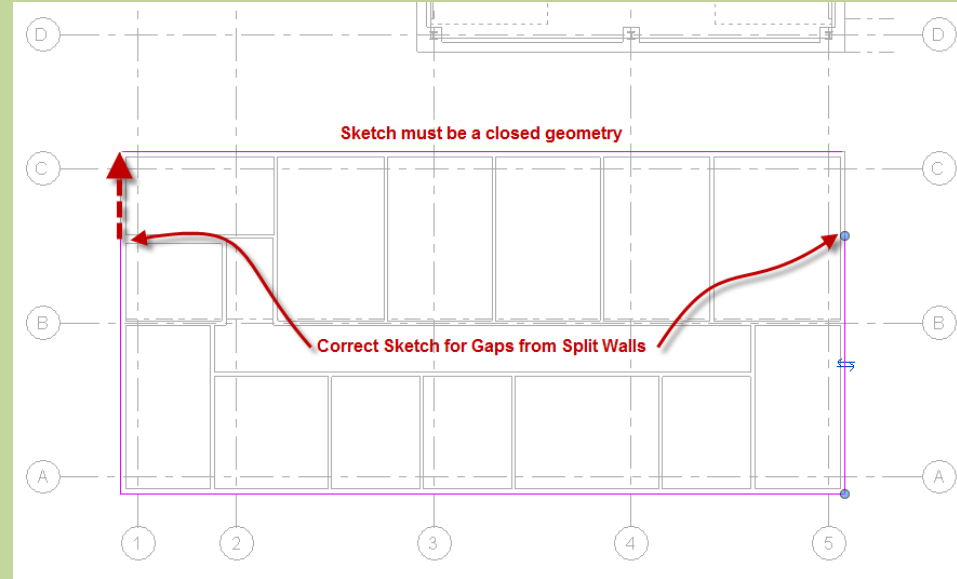 D D
Sketch must be a closed geometry
C C
B B
Correct Sketch for Gaps from Split Walls
A A
1 2 3 4 5